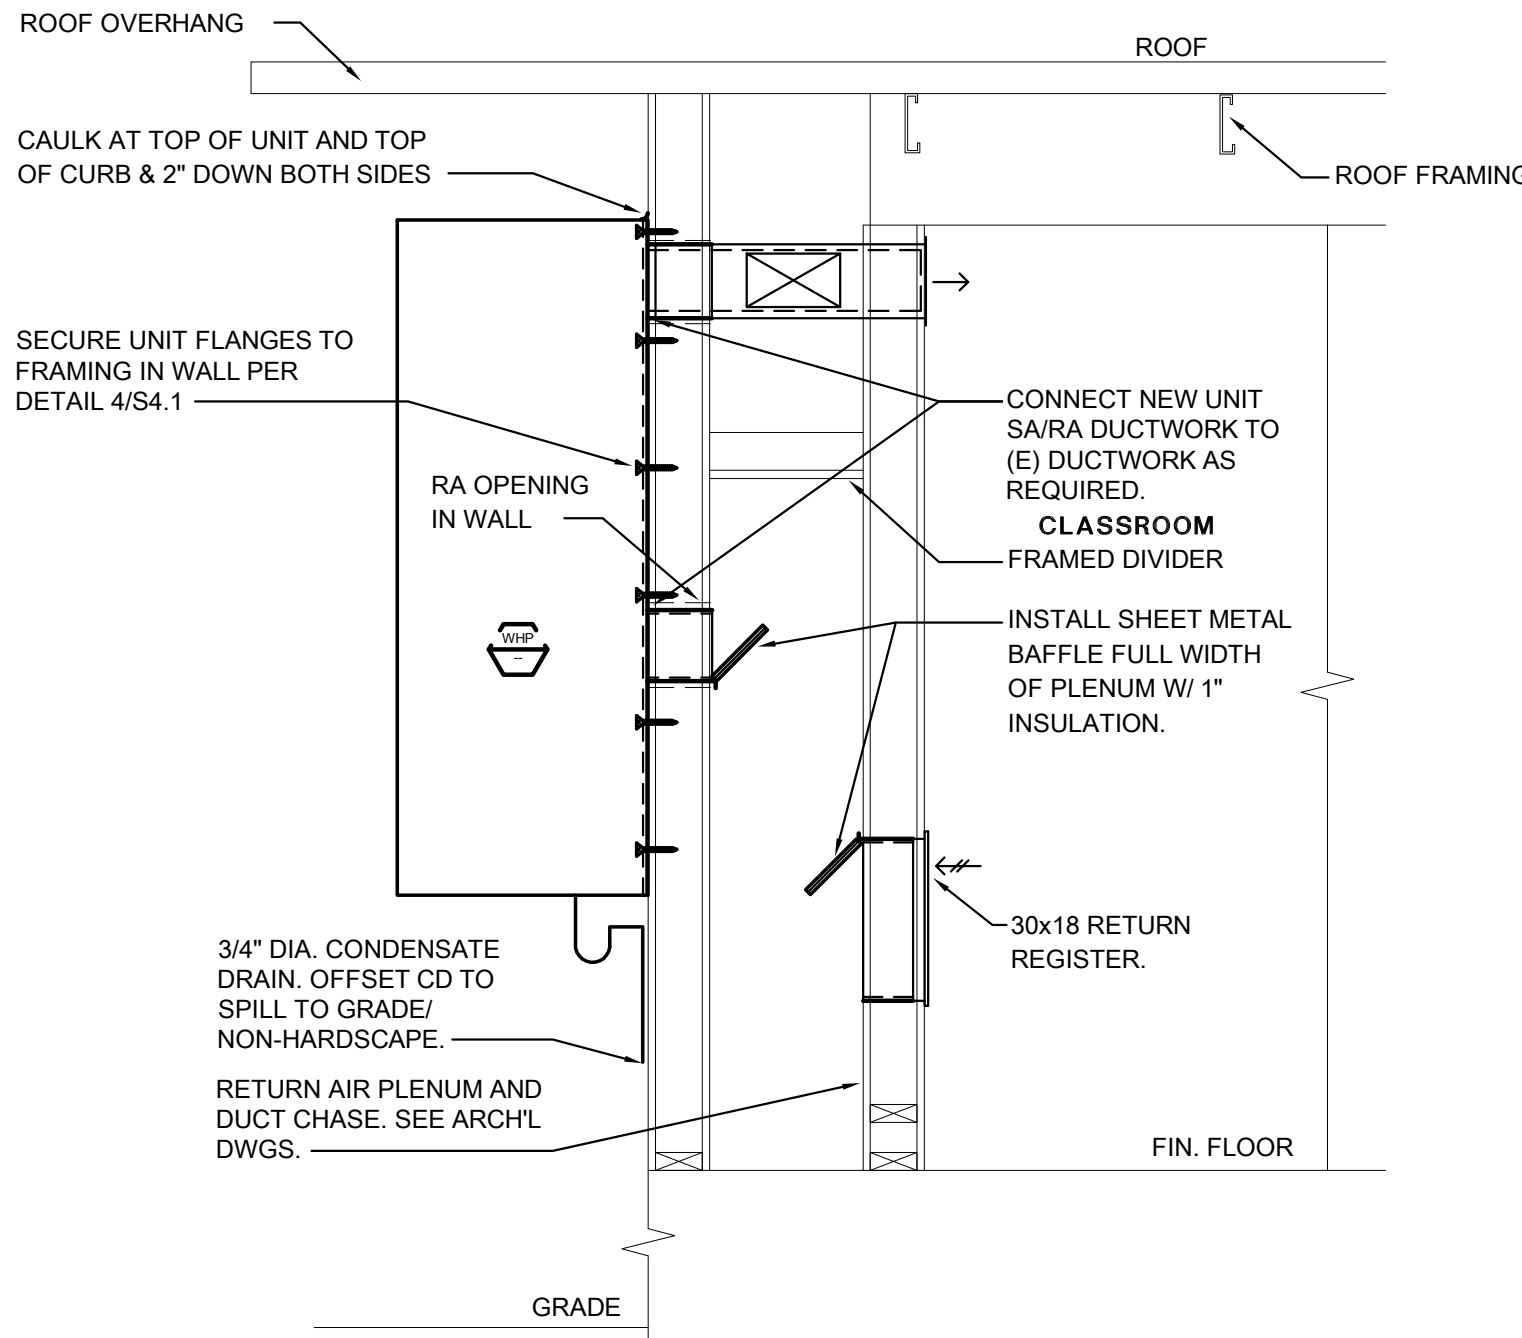 ROOF OVERHANG
ROOF
CAULK AT TOP OF UNIT AND TOP
OF CURB & 2" DOWN BOTH SIDES
ROOF FRAMING
SECURE UNIT FLANGES TO
FRAMING IN WALL PER
DETAIL 4/S4.1
CONNECT NEW UNIT
SA/RA DUCTWORK TO
(E) DUCTWORK AS
REQUIRED.
RA OPENING
IN WALL
CLASSROOM
FRAMED DIVIDER
INSTALL SHEET METAL
BAFFLE FULL WIDTH
OF PLENUM W/ 1"
INSULATION.
WHP
--
30x18 RETURN
REGISTER.
3/4" DIA. CONDENSATE
DRAIN. OFFSET CD TO
SPILL TO GRADE/
NON-HARDSCAPE.
RETURN AIR PLENUM AND
DUCT CHASE. SEE ARCH'L
DWGS.
FIN. FLOOR
GRADE